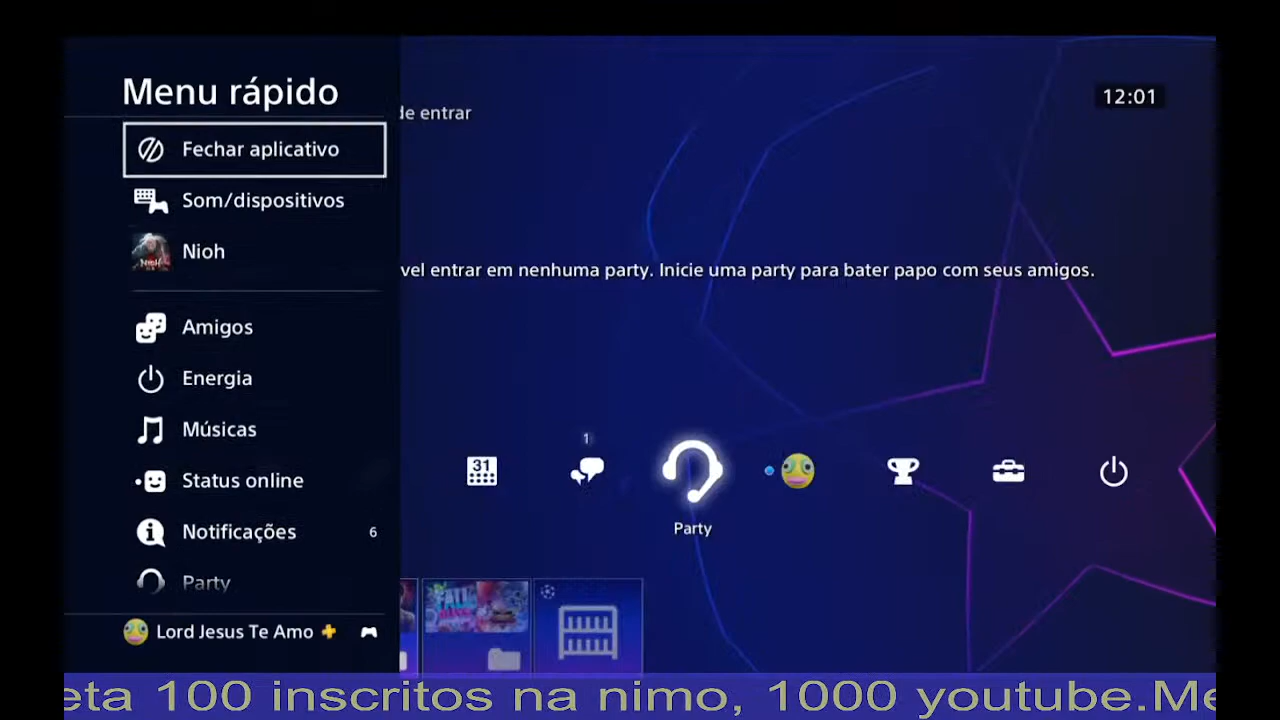 Menu rápido
de entrar
12:01
Fechar aplicativo
Som/dispositivos
Nioh
vel entrar em nenhuma party. Inicie uma party para bater papo com seus amigos.
Amigos
Energia
Músicas
1
31
Status online
Notificações 6
Party
Party
FALL
Lord Jesus Te Amo
eta 100 inscritos na nimo, 1000 youtube.Me